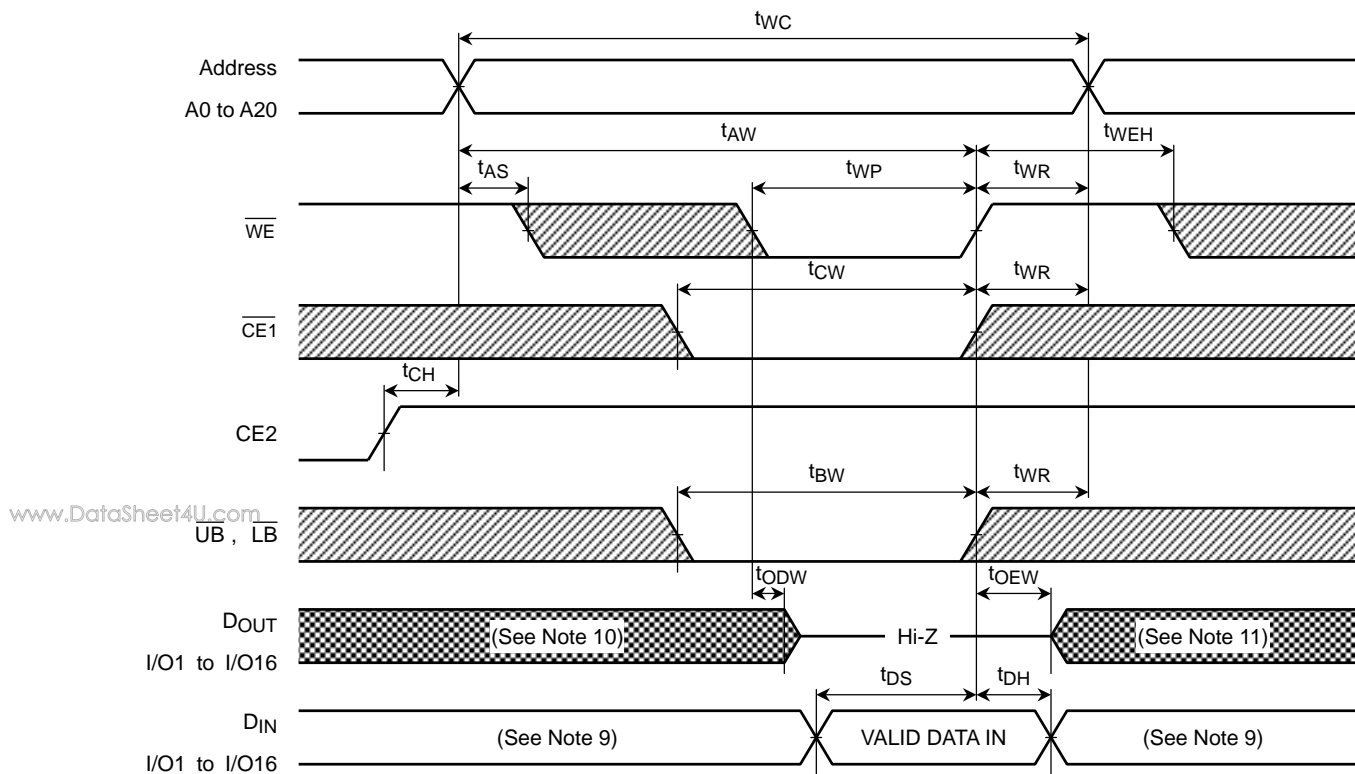 tWC
Address
A0 to A20
tAW
tWEH
tAS
tWP
tWR
WE
tCW
tWR
CE1
tCH
CE2
tBW
tWR
www.DataSheet4U.com
UB , LB
tODW
tOEW
DOUT
(See Note 10)
Hi-Z
(See Note 11)
I/O1 to I/O16
tDS
tDH
DIN
(See Note 9)
VALID DATA IN
(See Note 9)
I/O1 to I/O16